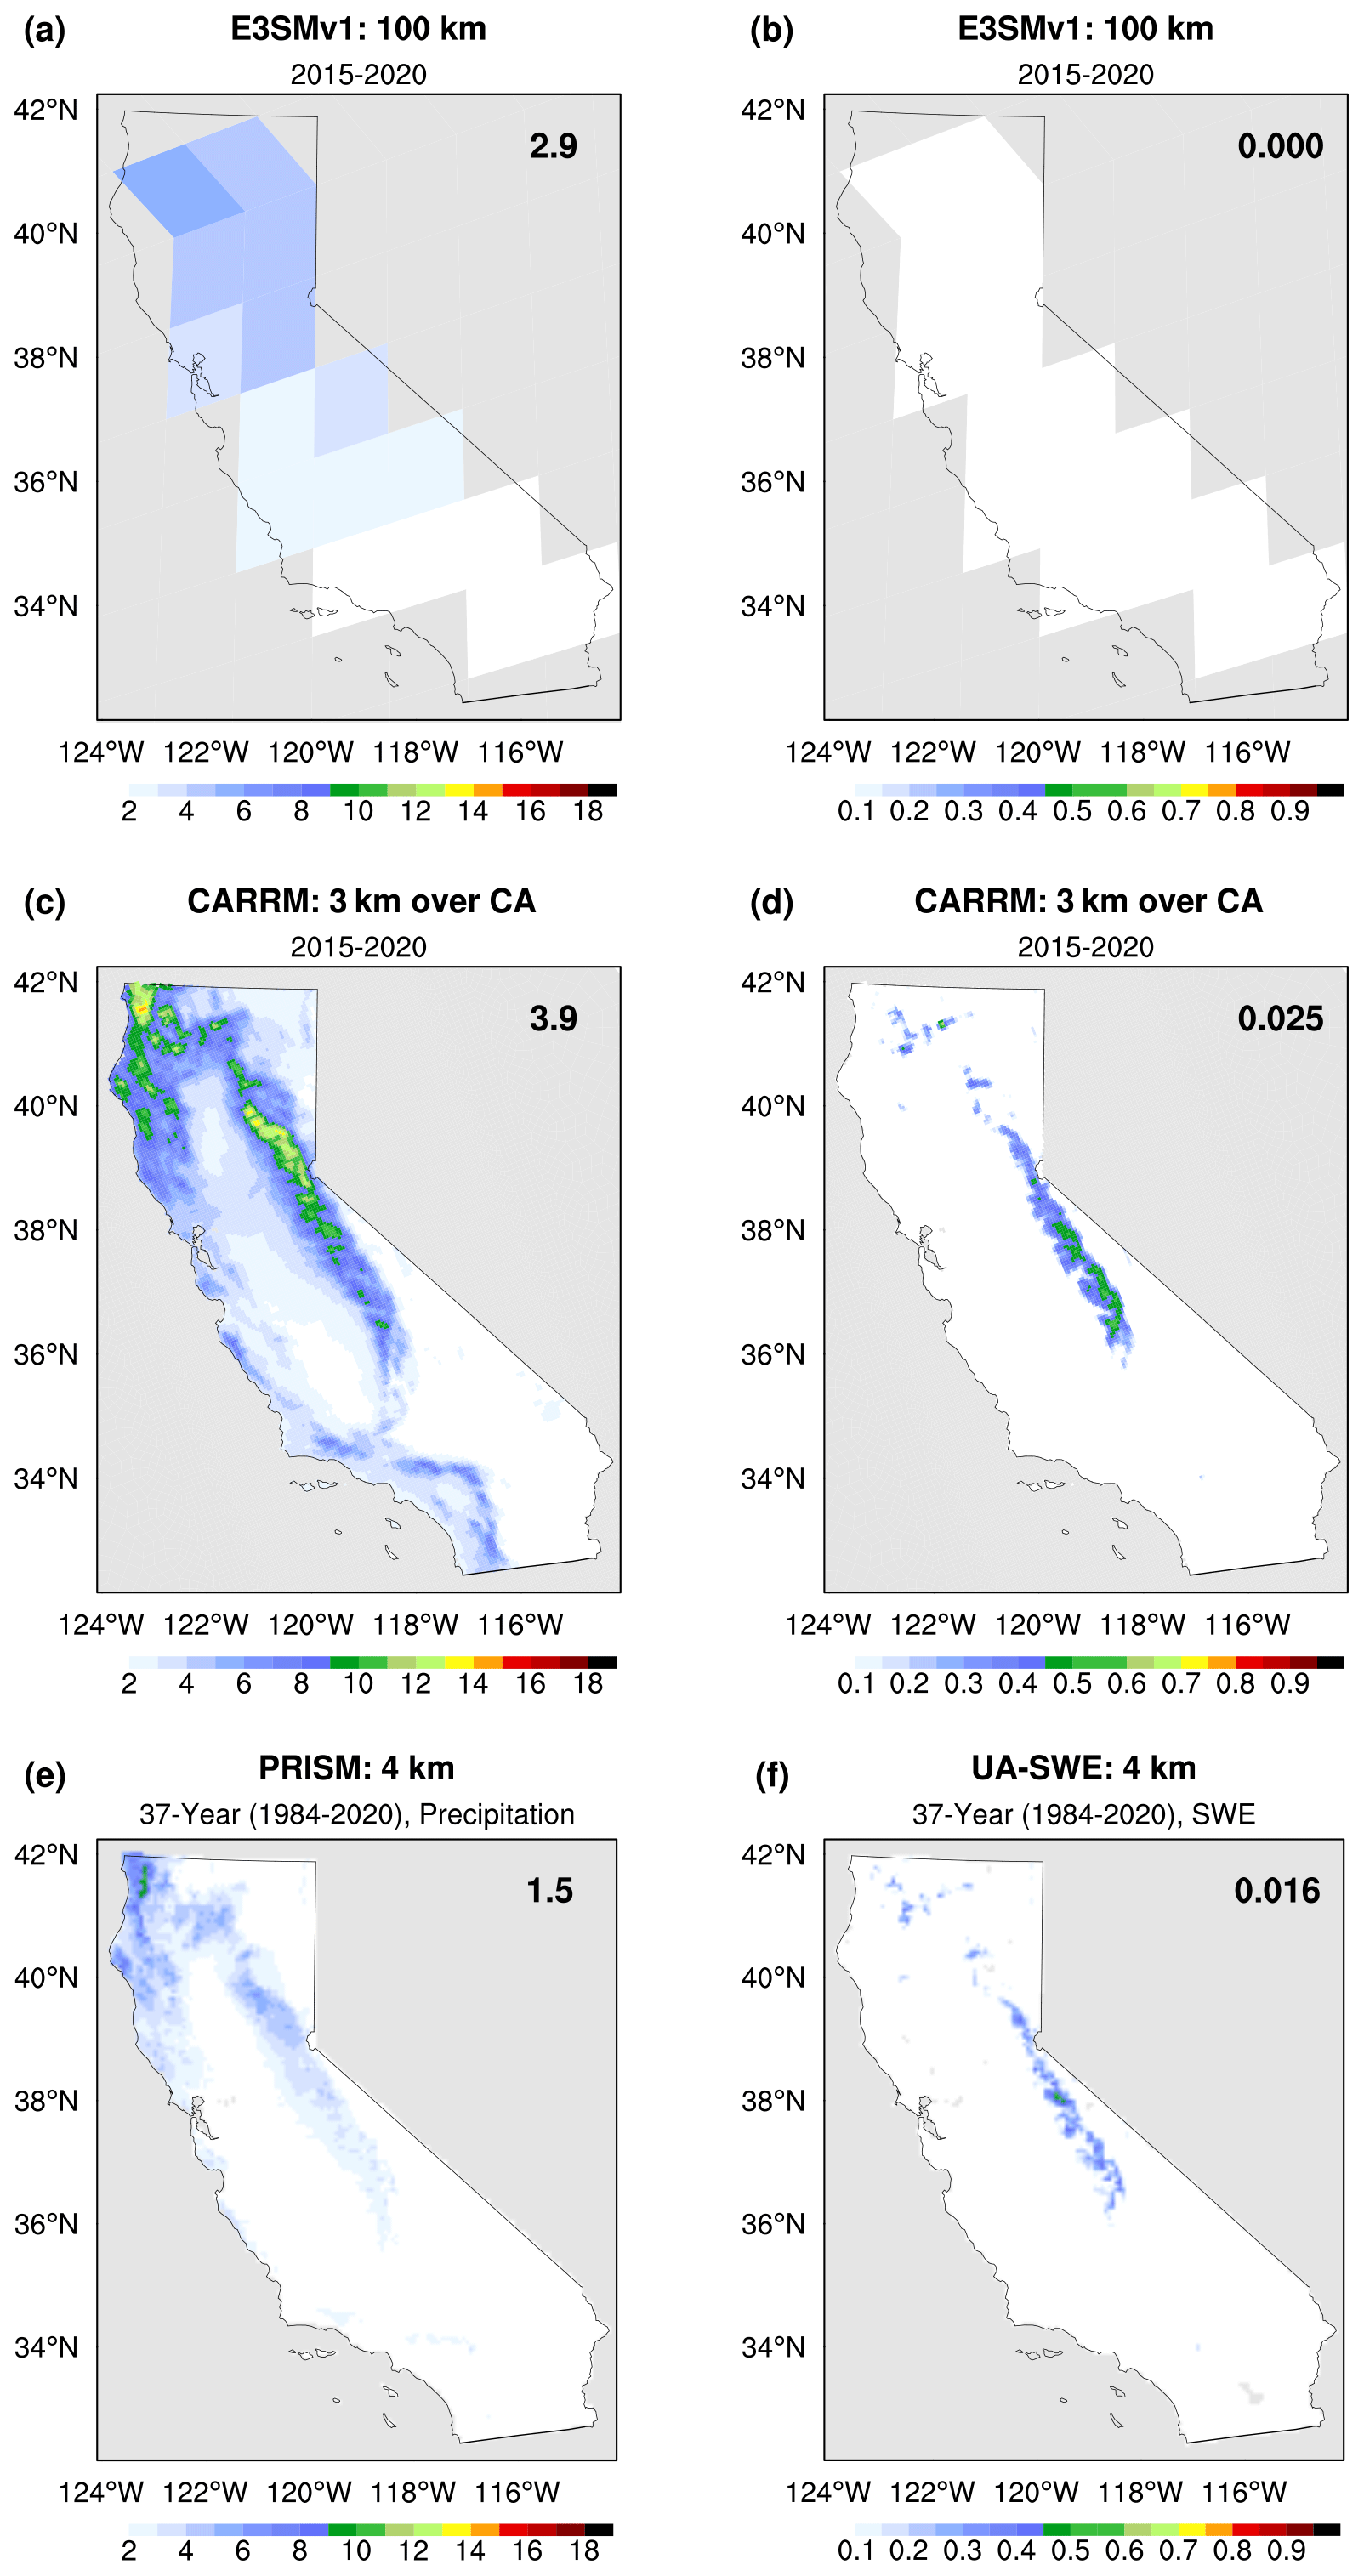 (a) E3SMv1: 100 km
2015-2020
2.9
42°N
40°N
38°N
36°N
34°N
124°W 122°W 120°W 118°W 116°W
2 4 6 8 10 12 14 16 18
(b) E3SMv1: 100 km
2015-2020
0.000
42°N
40°N
38°N
36°N
34°N
124°W 122°W 120°W 118°W 116°W
0.1 0.2 0.3 0.4 0.5 0.6 0.7 0.8 0.9
(c) CARRM: 3 km over CA
2015-2020
3.9
42°N
40°N
38°N
36°N
34°N
124°W 122°W 120°W 118°W 116°W
2 4 6 8 10 12 14 16 18
(d) CARRM: 3 km over CA
2015-2020
0.025
42°N
40°N
38°N
36°N
34°N
124°W 122°W 120°W 118°W 116°W
0.1 0.2 0.3 0.4 0.5 0.6 0.7 0.8 0.9
(e) PRISM: 4 km
37-Year (1984-2020), Precipitation
1.5
42°N
40°N
38°N
36°N
34°N
124°W 122°W 120°W 118°W 116°W
2 4 6 8 10 12 14 16 18
(f) UA-SWE: 4 km
37-Year (1984-2020), SWE
0.016
42°N
40°N
38°N
36°N
34°N
124°W 122°W 120°W 118°W 116°W
0.1 0.2 0.3 0.4 0.5 0.6 0.7 0.8 0.9